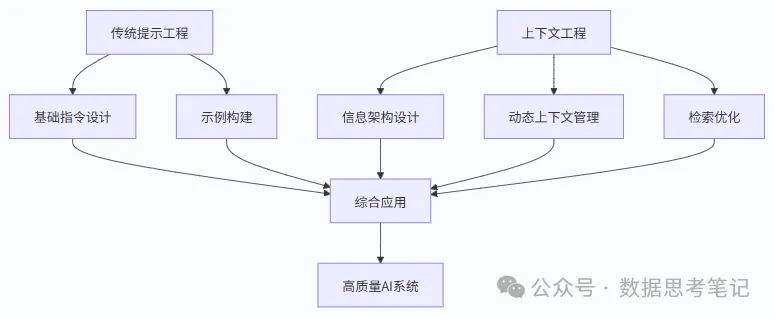 传统提示工程
上下文工程
基础指令设计
示例构建
信息架构设计
动态上下文管理
检索优化
综合应用
高质量AI系统
公众号 · 数据思考笔记